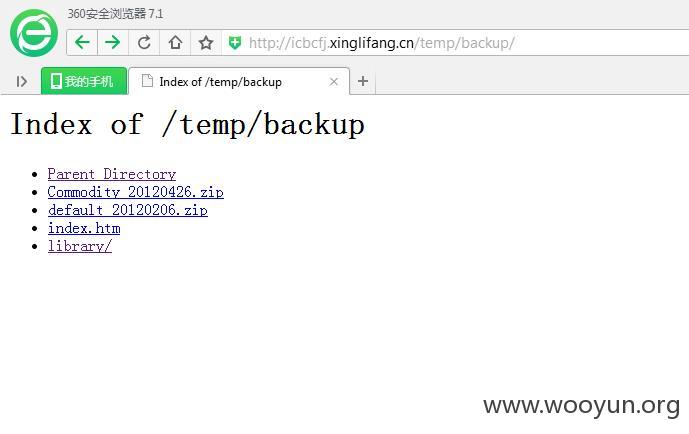 360安全浏览器 7.1
http://icbcfj.xinglifang.cn/temp/backup/
我的手机
Index of /temp/backup
Index of /temp/backup
Parent Directory
Commodity_20120426.zip
default_20120206.zip
index.htm
library/
www.wooyun.org